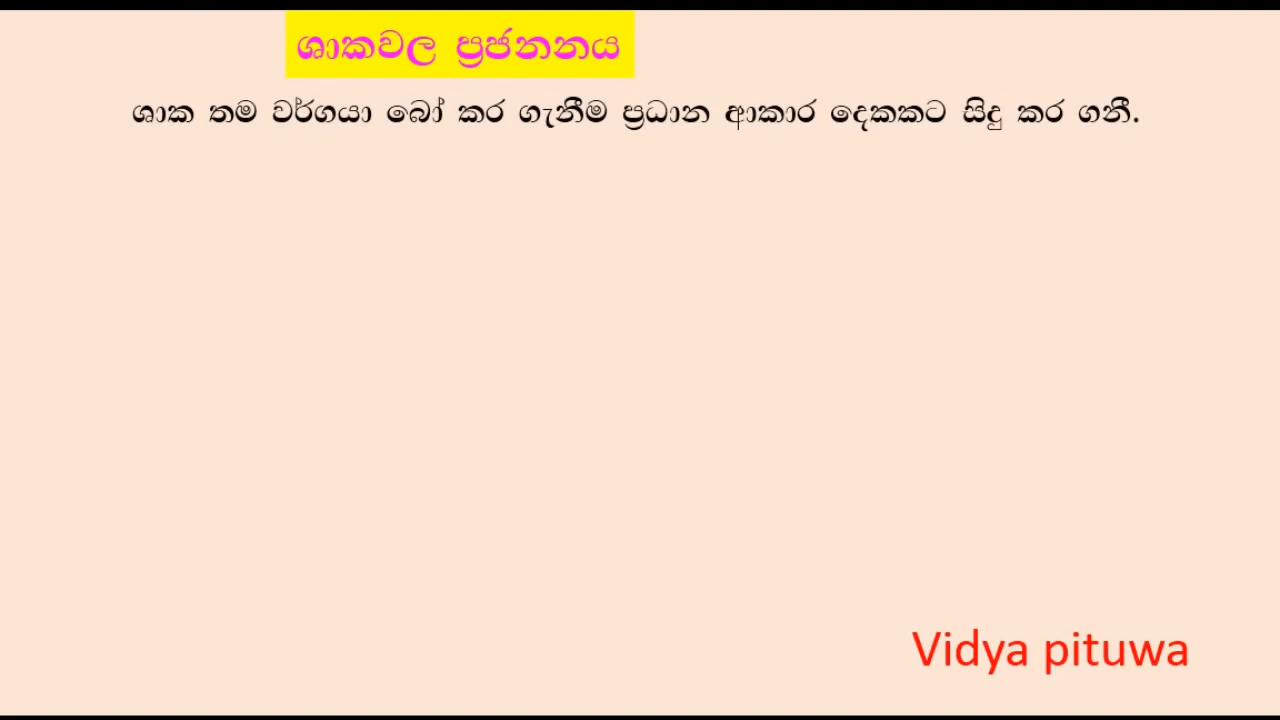 ශාකවල ප්‍රජනනය
ශාක තම වර්ගයා බෝ කර ගැනීම ප්‍රධාන ආකාර දෙකකට සිදු කර ගනී.
Vidya pituwa